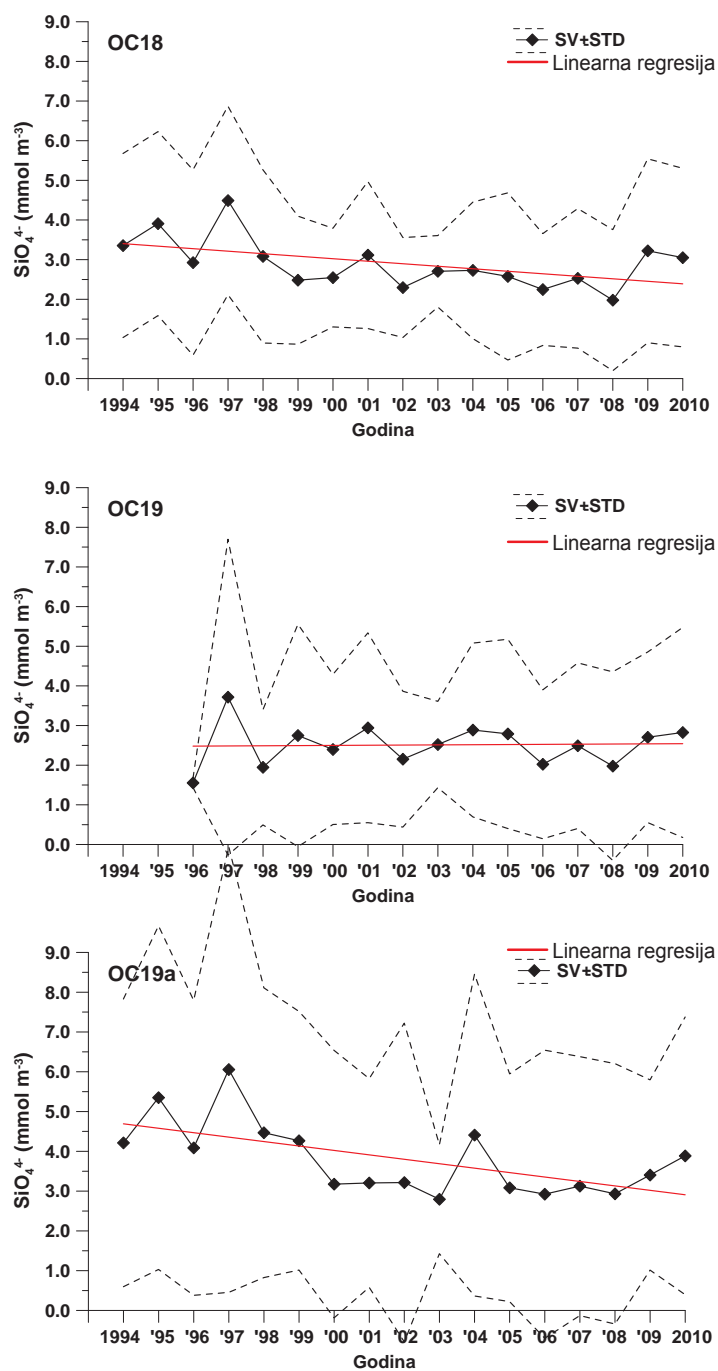 OC18
SV±STD
Linearna regresija
SiO₄⁴⁻ (mmol m⁻³)
9.0
8.0
7.0
6.0
5.0
4.0
3.0
2.0
1.0
0.0
1994 '95 '96 '97 '98 '99 '00 '01 '02 '03 '04 '05 '06 '07 '08 '09 2010
Godina
OC19
SV±STD
Linearna regresija
SiO₄⁴⁻ (mmol m⁻³)
9.0
8.0
7.0
6.0
5.0
4.0
3.0
2.0
1.0
0.0
1994 '95 '96 '97 '98 '99 '00 '01 '02 '03 '04 '05 '06 '07 '08 '09 2010
Godina
OC19a
Linearna regresija
SV±STD
SiO₄⁴⁻ (mmol m⁻³)
9.0
8.0
7.0
6.0
5.0
4.0
3.0
2.0
1.0
0.0
1994 '95 '96 '97 '98 '99 '00 '01 '02 '03 '04 '05 '06 '07 '08 '09 2010
Godina